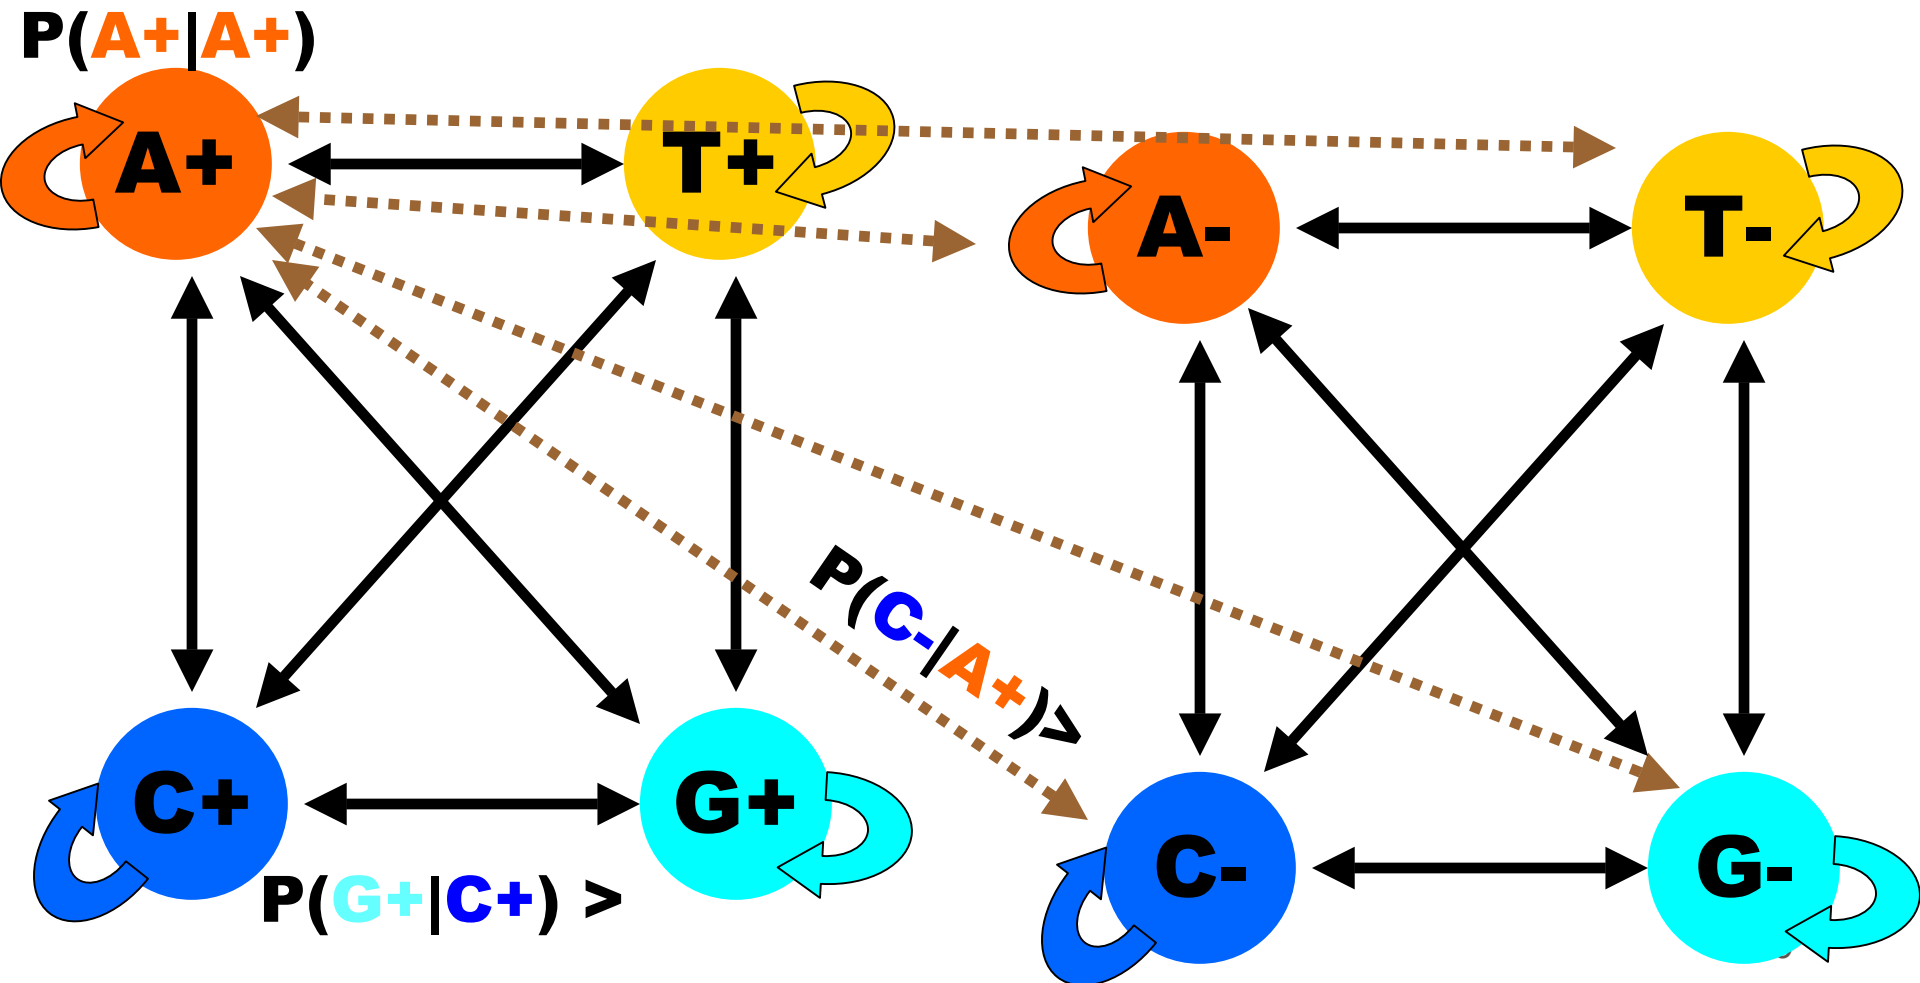 P(A+|A+)
A+
T+
A-
T-
P(C-|A+)>
C+
G+
C-
G-
P(G+|C+) >